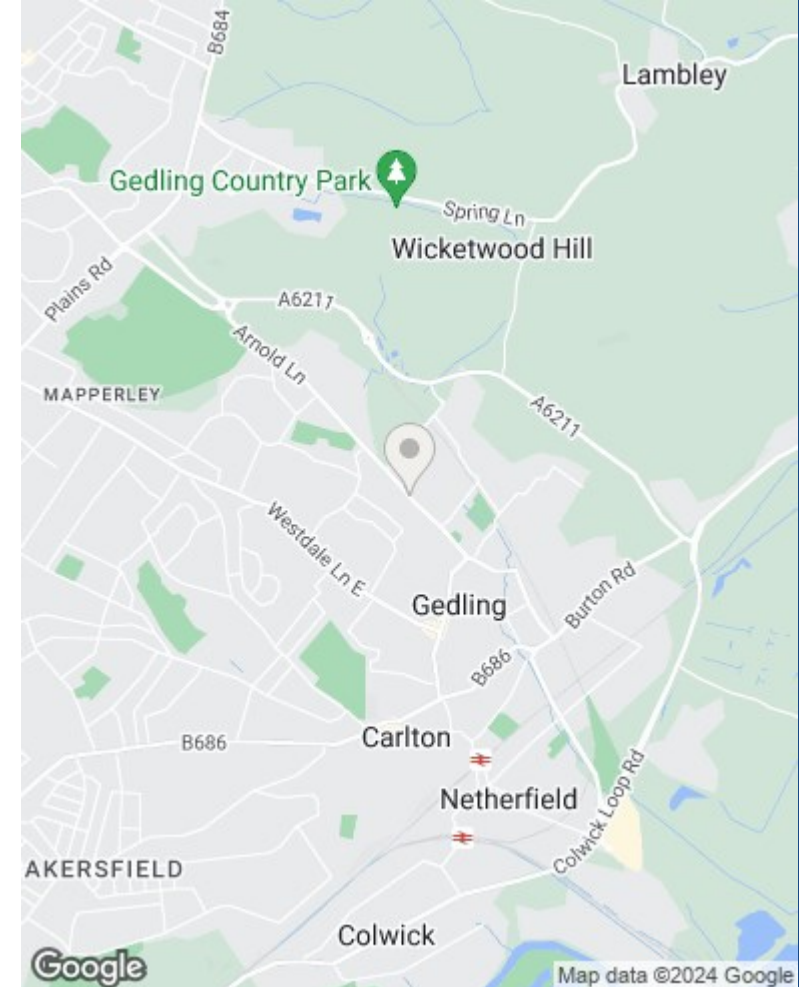 B684
Lambley
Gedling Country Park
Spring Ln
Wicketwood Hill
Plains Rd
A6211
Arnold Ln
MAPPERLEY
A6211
Westdale Ln E
Gedling
Burton Rd
B686
Carlton
B686
Netherfield
Colwick Loop Rd
AKERSFIELD
Colwick
Google
Map data ©2024 Google